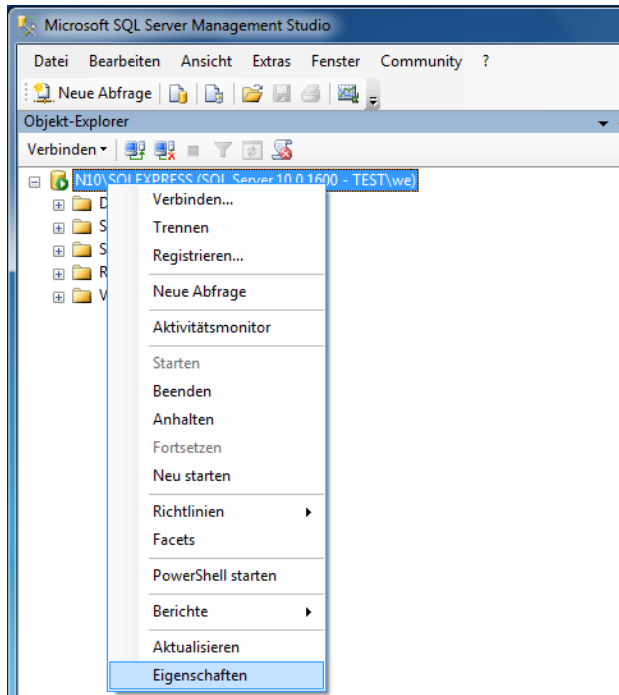 Microsoft SQL Server Management Studio
Datei Bearbeiten Ansicht Extras Fenster Community ?
Neue Abfrage
Objekt-Explorer
Verbinden
N10\SQLEXPRESS (SQL Server 10.0.1600 - TEST\we)
D
S
S
R
V
Verbinden...
Trennen
Registrieren...
Neue Abfrage
Aktivitätsmonitor
Starten
Beenden
Anhalten
Fortsetzen
Neu starten
Richtlinien
Facets
PowerShell starten
Berichte
Aktualisieren
Eigenschaften